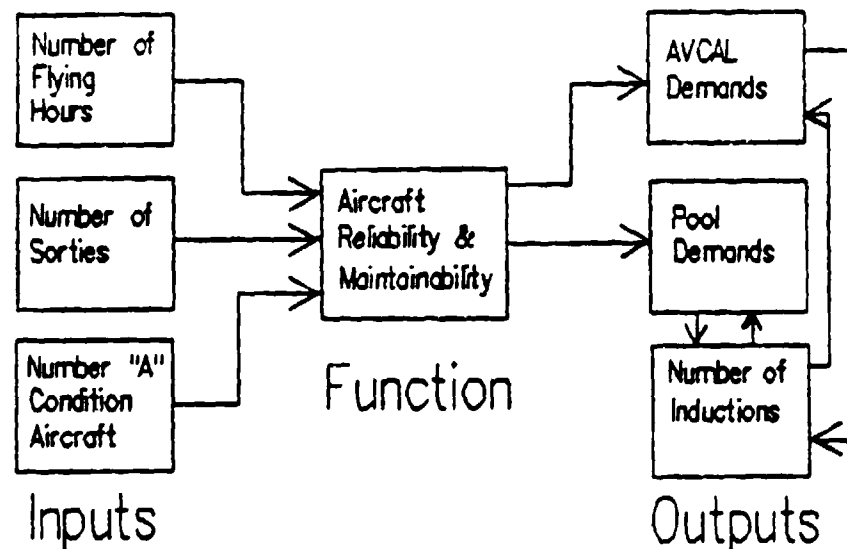 Number of
Flying
Hours
Number of
Sorties
Number "A"
Condition
Aircraft
Inputs
Aircraft
Reliability &
Maintainability
Function
AVCAL
Demands
Pool
Demands
Number of
Inductions
Outputs